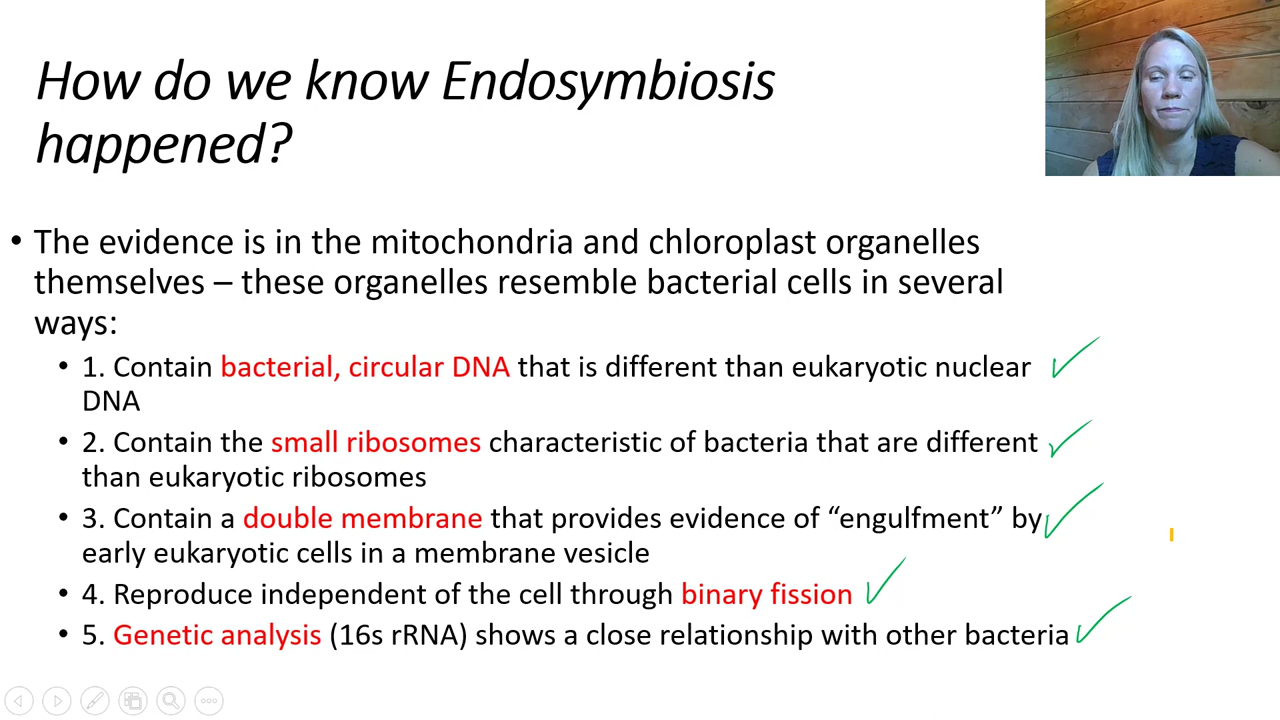 How do we know Endosymbiosis
happened?
• The evidence is in the mitochondria and chloroplast organelles
themselves – these organelles resemble bacterial cells in several
ways:
• 1. Contain bacterial, circular DNA that is different than eukaryotic nuclear
DNA
• 2. Contain the small ribosomes characteristic of bacteria that are different
than eukaryotic ribosomes
• 3. Contain a double membrane that provides evidence of “engulfment” by
early eukaryotic cells in a membrane vesicle
• 4. Reproduce independent of the cell through binary fission
• 5. Genetic analysis (16s rRNA) shows a close relationship with other bacteria